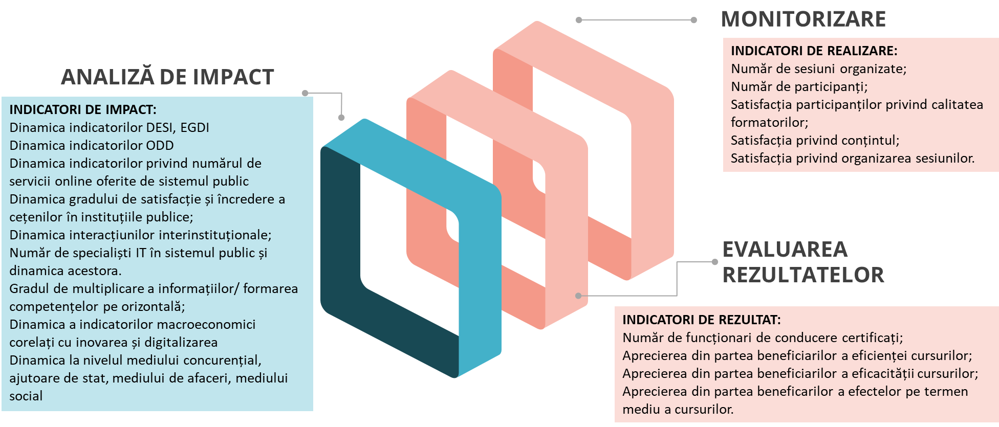 ANALIZĂ DE IMPACT
INDICATORI DE IMPACT:
Dinamica indicatorilor DESI, EGDI
Dinamica indicatorilor ODD
Dinamica indicatorilor privind numărul de
servicii online oferite de sistemul public
Dinamica gradului de satisfacție și încredere a
cețenilor în instituțiile publice;
Dinamica interacțiunilor interinstituționale;
Număr de specialiști IT în sistemul public și
dinamica acestora.
Gradul de multiplicare a informațiilor/ formarea
competențelor pe orizontală;
Dinamica a indicatorilor macroeconomici
corelați cu inovarea și digitalizarea
Dinamica la nivelul mediului concurențial,
ajutoare de stat, mediului de afaceri, mediului
social
MONITORIZARE
INDICATORI DE REALIZARE:
Număr de sesiuni organizate;
Număr de participanți;
Satisfacția participanților privind calitatea
formatorilor;
Satisfacția privind conțintul;
Satisfacția privind organizarea sesiunilor.
EVALUAREA
REZULTATELOR
INDICATORI DE REZULTAT:
Număr de funcționari de conducere certificați;
Aprecierea din partea beneficiarilor a eficienței cursurilor;
Aprecierea din partea beneficiarilor a eficacității cursurilor;
Aprecierea din partea beneficarilor a efectelor pe termen
mediu a cursurilor.